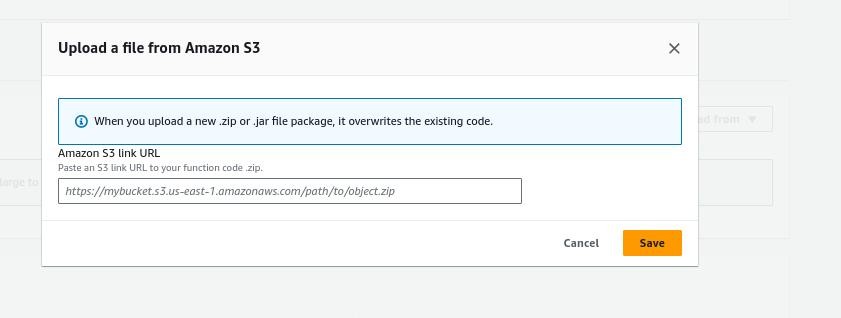 Upload a file from Amazon S3
When you upload a new .zip or .jar file package, it overwrites the existing code.
ad from
Amazon S3 link URL
Paste an S3 link URL to your function code .zip.
large to
https://mybucket.s3.us-east-1.amazonaws.com/path/to/object.zip
Cancel
Save